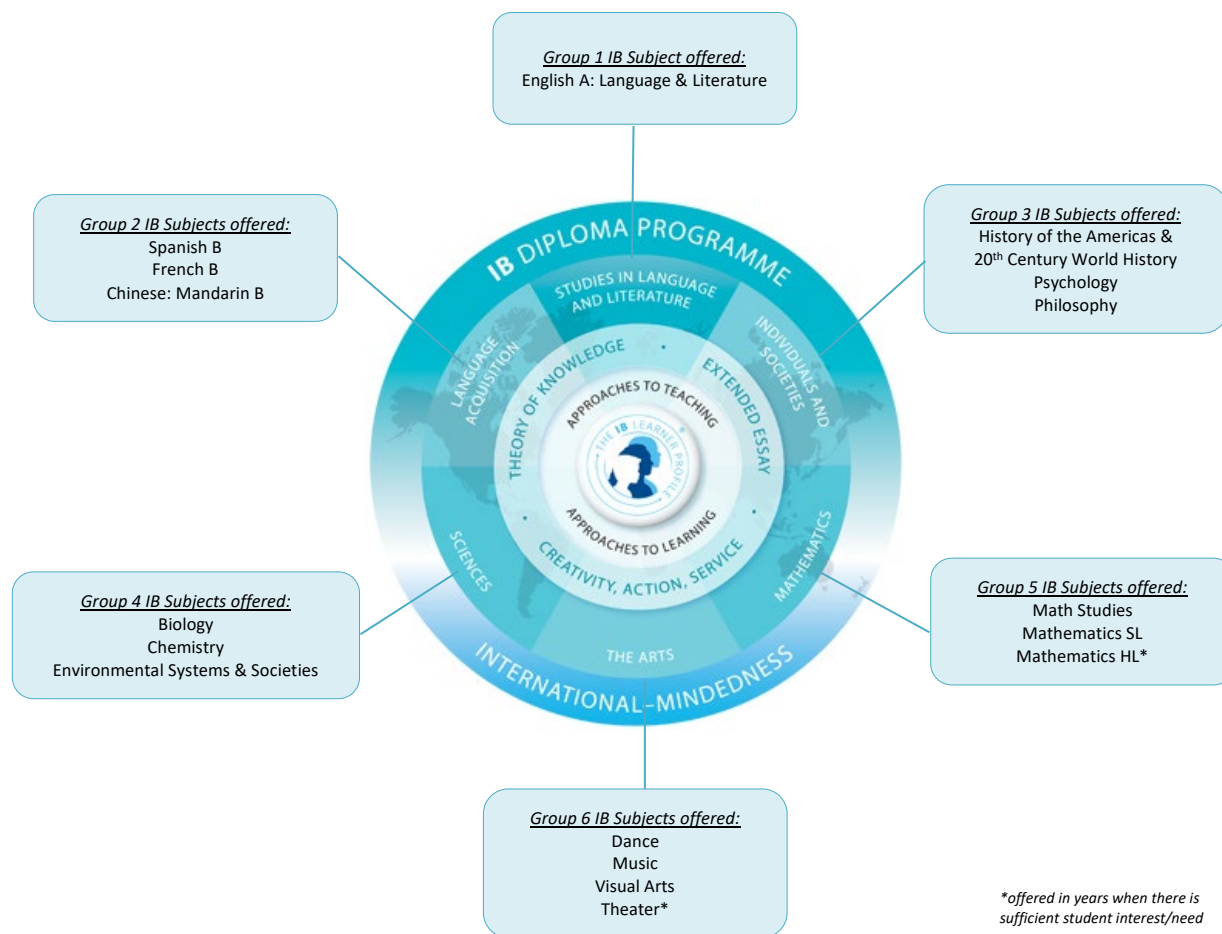 Group 1 IB Subject offered:
English A: Language & Literature
Group 2 IB Subjects offered:
Spanish B
French B
Chinese: Mandarin B
Group 3 IB Subjects offered:
History of the Americas &
20th Century World History
Psychology
Philosophy
IB DIPLOMA PROGRAMME
STUDIES IN LANGUAGE
AND LITERATURE
LANGUAGE
ACQUISITION
INDIVIDUALS AND
SOCIETIES
THEORY OF KNOWLEDGE
EXTENDED ESSAY
APPROACHES TO TEACHING
THE IB LEARNER PROFILE
®
APPROACHES TO LEARNING
CREATIVITY, ACTION, SERVICE
SCIENCES
MATHEMATICS
THE ARTS
INTERNATIONAL-MINDEDNESS
Group 4 IB Subjects offered:
Biology
Chemistry
Environmental Systems & Societies
Group 5 IB Subjects offered:
Math Studies
Mathematics SL
Mathematics HL*
Group 6 IB Subjects offered:
Dance
Music
Visual Arts
Theater*
*offered in years when there is
sufficient student interest/need